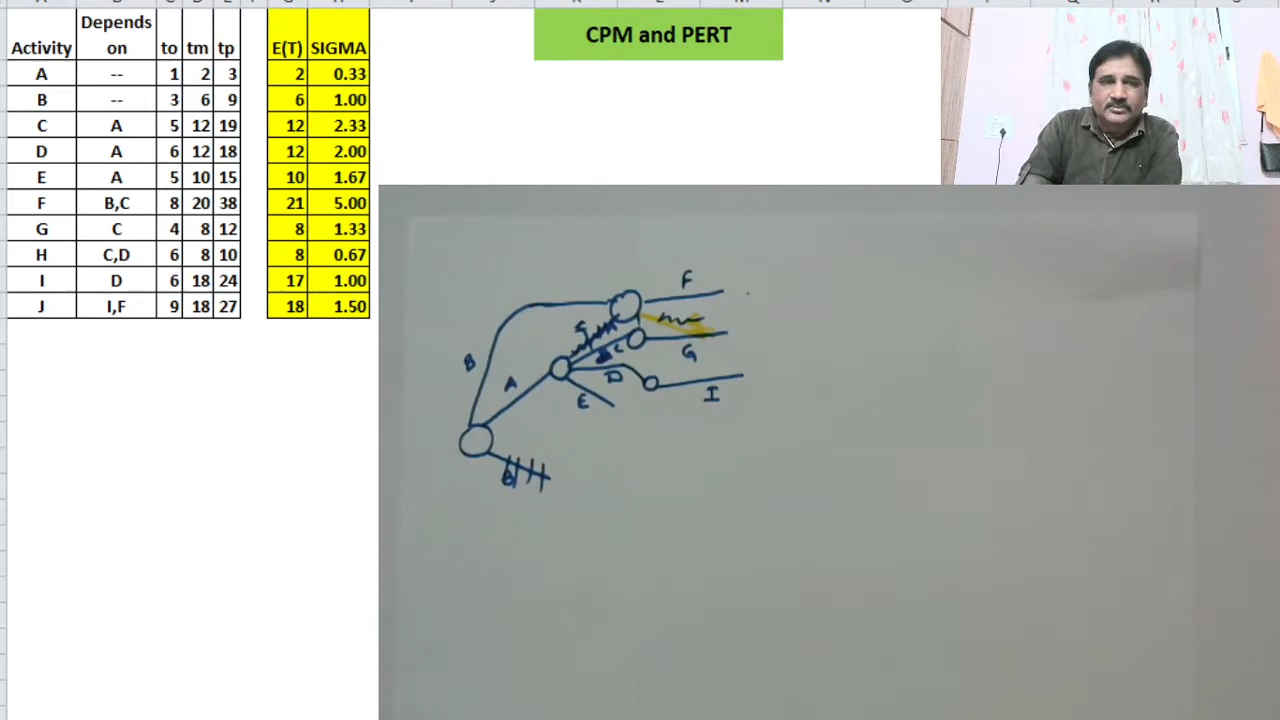 CPM and PERT
Activity Depends on to tm tp E(T) SIGMA
A -- 1 2 3 2 0.33
B -- 3 6 9 6 1.00
C A 5 12 19 12 2.33
D A 6 12 18 12 2.00
E A 5 10 15 10 1.67
F B,C 8 20 38 21 5.00
G C 4 8 12 8 1.33
H C,D 6 8 10 8 0.67
I D 6 18 24 17 1.00
J I,F 9 18 27 18 1.50
F
G
B
C
A
D
E
I
B